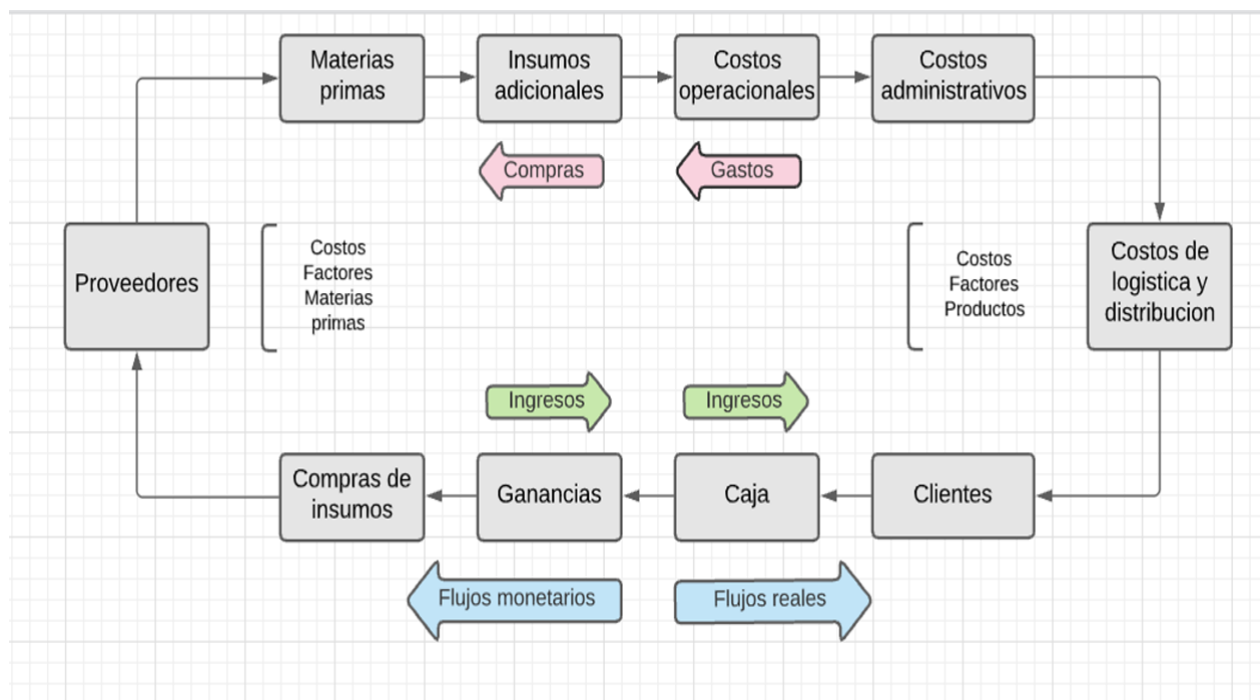 Materias
primas
Insumos
adicionales
Costos
operacionales
Costos
administrativos
Compras
Gastos
Proveedores
Costos
Factores
Materias
primas
Costos
Factores
Productos
Costos de
logistica y
distribucion
Ingresos
Ingresos
Compras de
insumos
Ganancias
Caja
Clientes
Flujos monetarios
Flujos reales